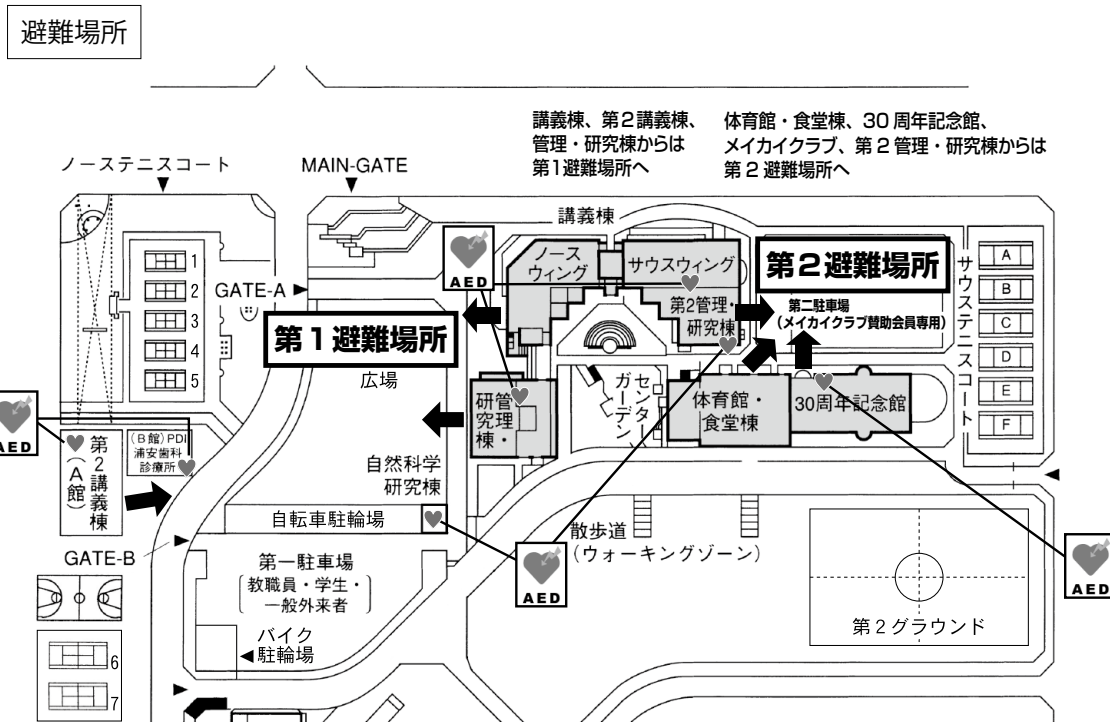 避難場所
講義棟、第2講義棟、
管理・研究棟からは
第1避難場所へ
体育館・食堂棟、30周年記念館、
メイカイクラブ、第2管理・研究棟からは
第2避難場所へ
ノーステニスコート
MAIN-GATE
講義棟
AED
ノース
ウィング
サウスウィング
第2避難場所
第二駐車場
(メイカイクラブ賛助会員専用)
第2管理・
研究棟
サウステニスコート
A
B
C
D
E
F
1
2
3
4
5
GATE-A
第1避難場所
広場
管理・
研究棟
センター
ガーデン
体育館・
食堂棟
30周年記念館
AED
第2講義棟
(A館)
(B館)PDI
浦安歯科
診療所
自然科学
研究棟
自転車駐輪場
GATE-B
第一駐車場
教職員・学生・
一般外来者
バイク
駐輪場
散歩道
(ウォーキングゾーン)
AED
AED
第2グラウンド
6
7